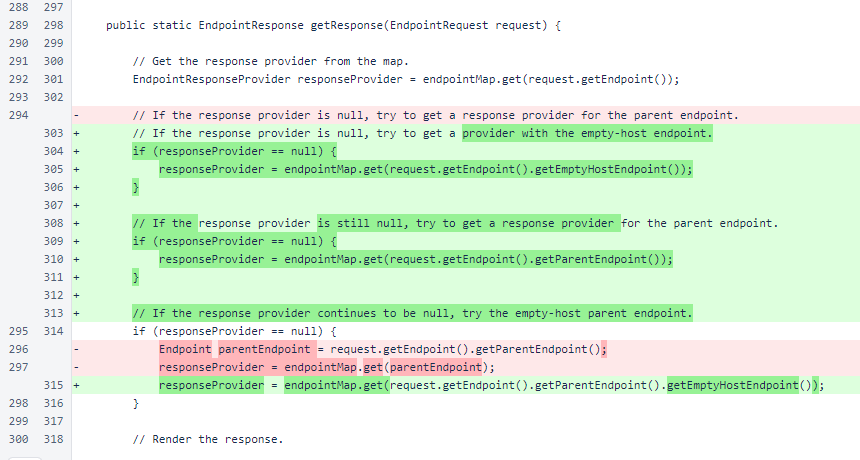 288 297
289 298 public static EndpointResponse getResponse(EndpointRequest request) {
290 299
291 300 // Get the response provider from the map.
292 301 EndpointResponseProvider responseProvider = endpointMap.get(request.getEndpoint());
293 302
294 - // If the response provider is null, try to get a response provider for the parent endpoint.
303 + // If the response provider is null, try to get a provider with the empty-host endpoint.
304 + if (responseProvider == null) {
305 + responseProvider = endpointMap.get(request.getEndpoint().getEmptyHostEndpoint());
306 + }
307 +
308 + // If the response provider is still null, try to get a response provider for the parent endpoint.
309 + if (responseProvider == null) {
310 + responseProvider = endpointMap.get(request.getEndpoint().getParentEndpoint());
311 + }
312 +
313 + // If the response provider continues to be null, try the empty-host parent endpoint.
295 314 if (responseProvider == null) {
296 - Endpoint parentEndpoint = request.getEndpoint().getParentEndpoint();
297 - responseProvider = endpointMap.get(parentEndpoint);
315 + responseProvider = endpointMap.get(request.getEndpoint().getParentEndpoint().getEmptyHostEndpoint());
298 316 }
299 317
300 318 // Render the response.